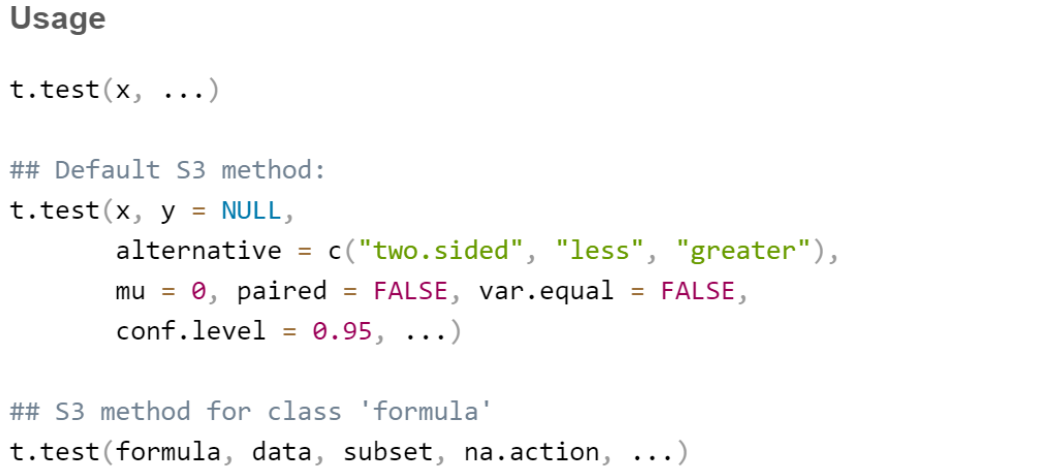 Usage
t.test(x, ...)
## Default S3 method:
t.test(x, y = NULL,
       alternative = c("two.sided", "less", "greater"),
       mu = 0, paired = FALSE, var.equal = FALSE,
       conf.level = 0.95, ...)
## S3 method for class 'formula'
t.test(formula, data, subset, na.action, ...)